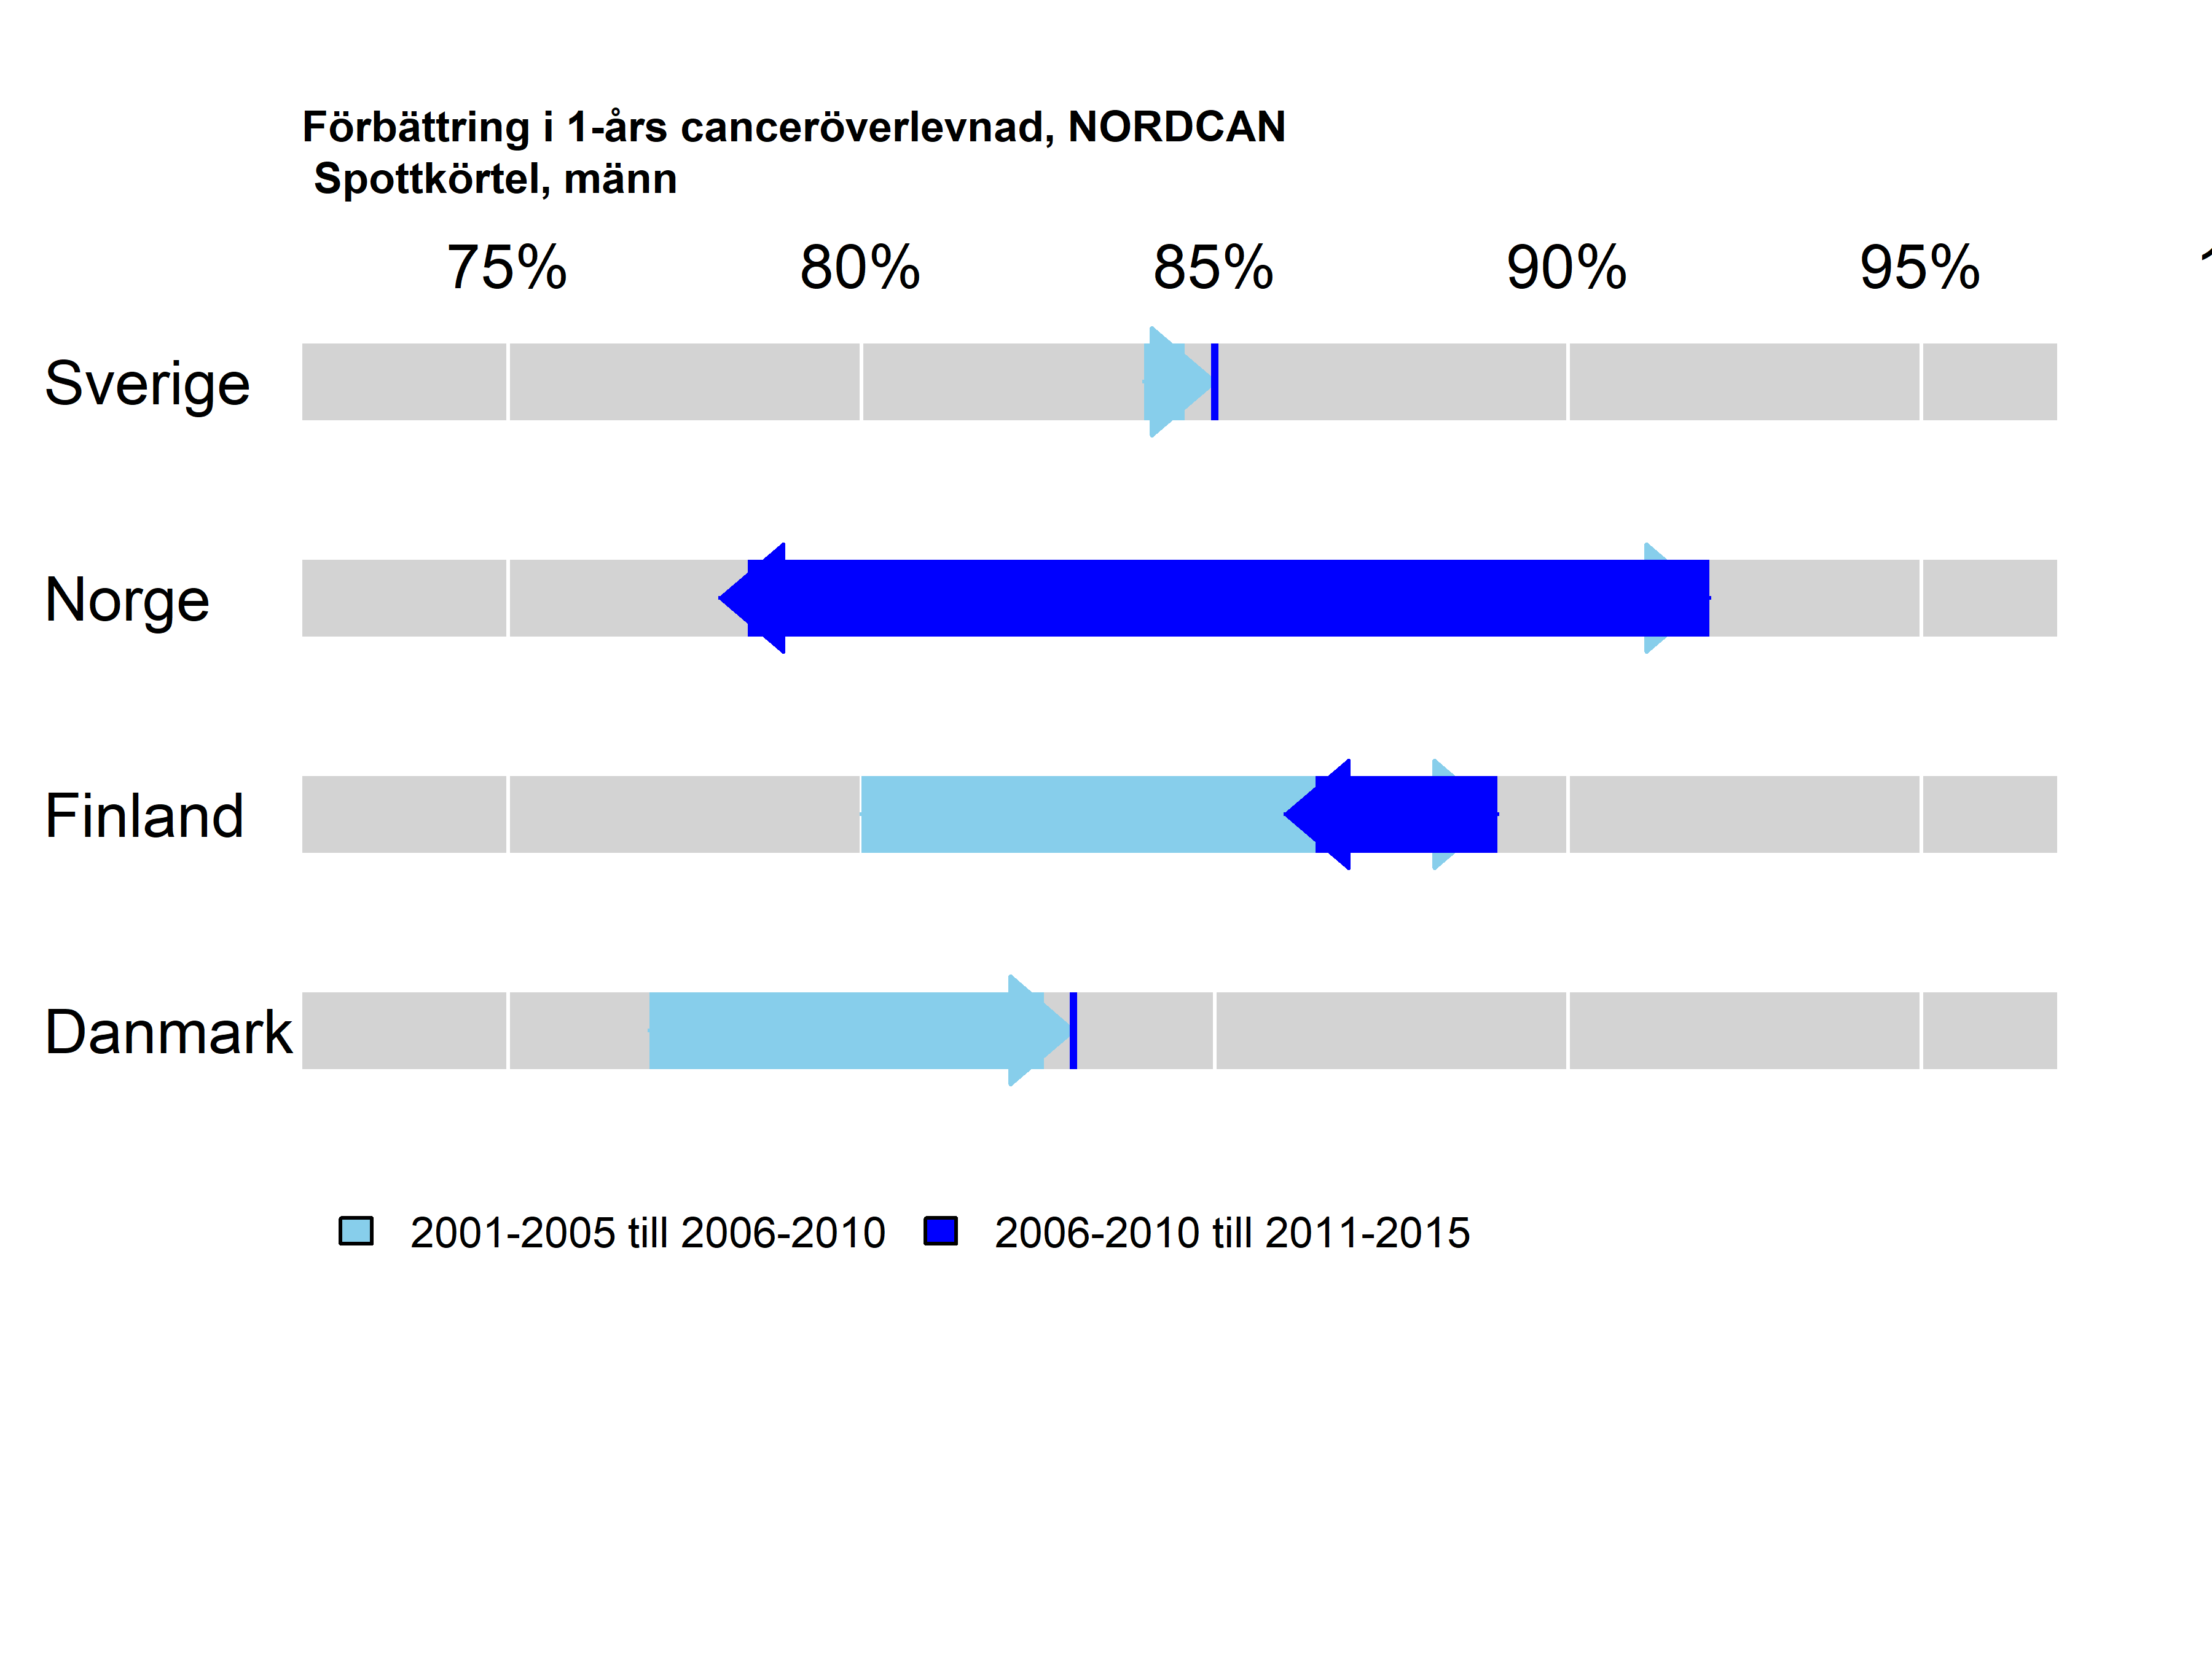 Förbättring i 1-års canceröverlevnad, NORDCAN
Spottkörtel, männ
75% 80% 85% 90% 95%
Sverige
Norge
Finland
Danmark
2001-2005 till 2006-2010 2006-2010 till 2011-2015